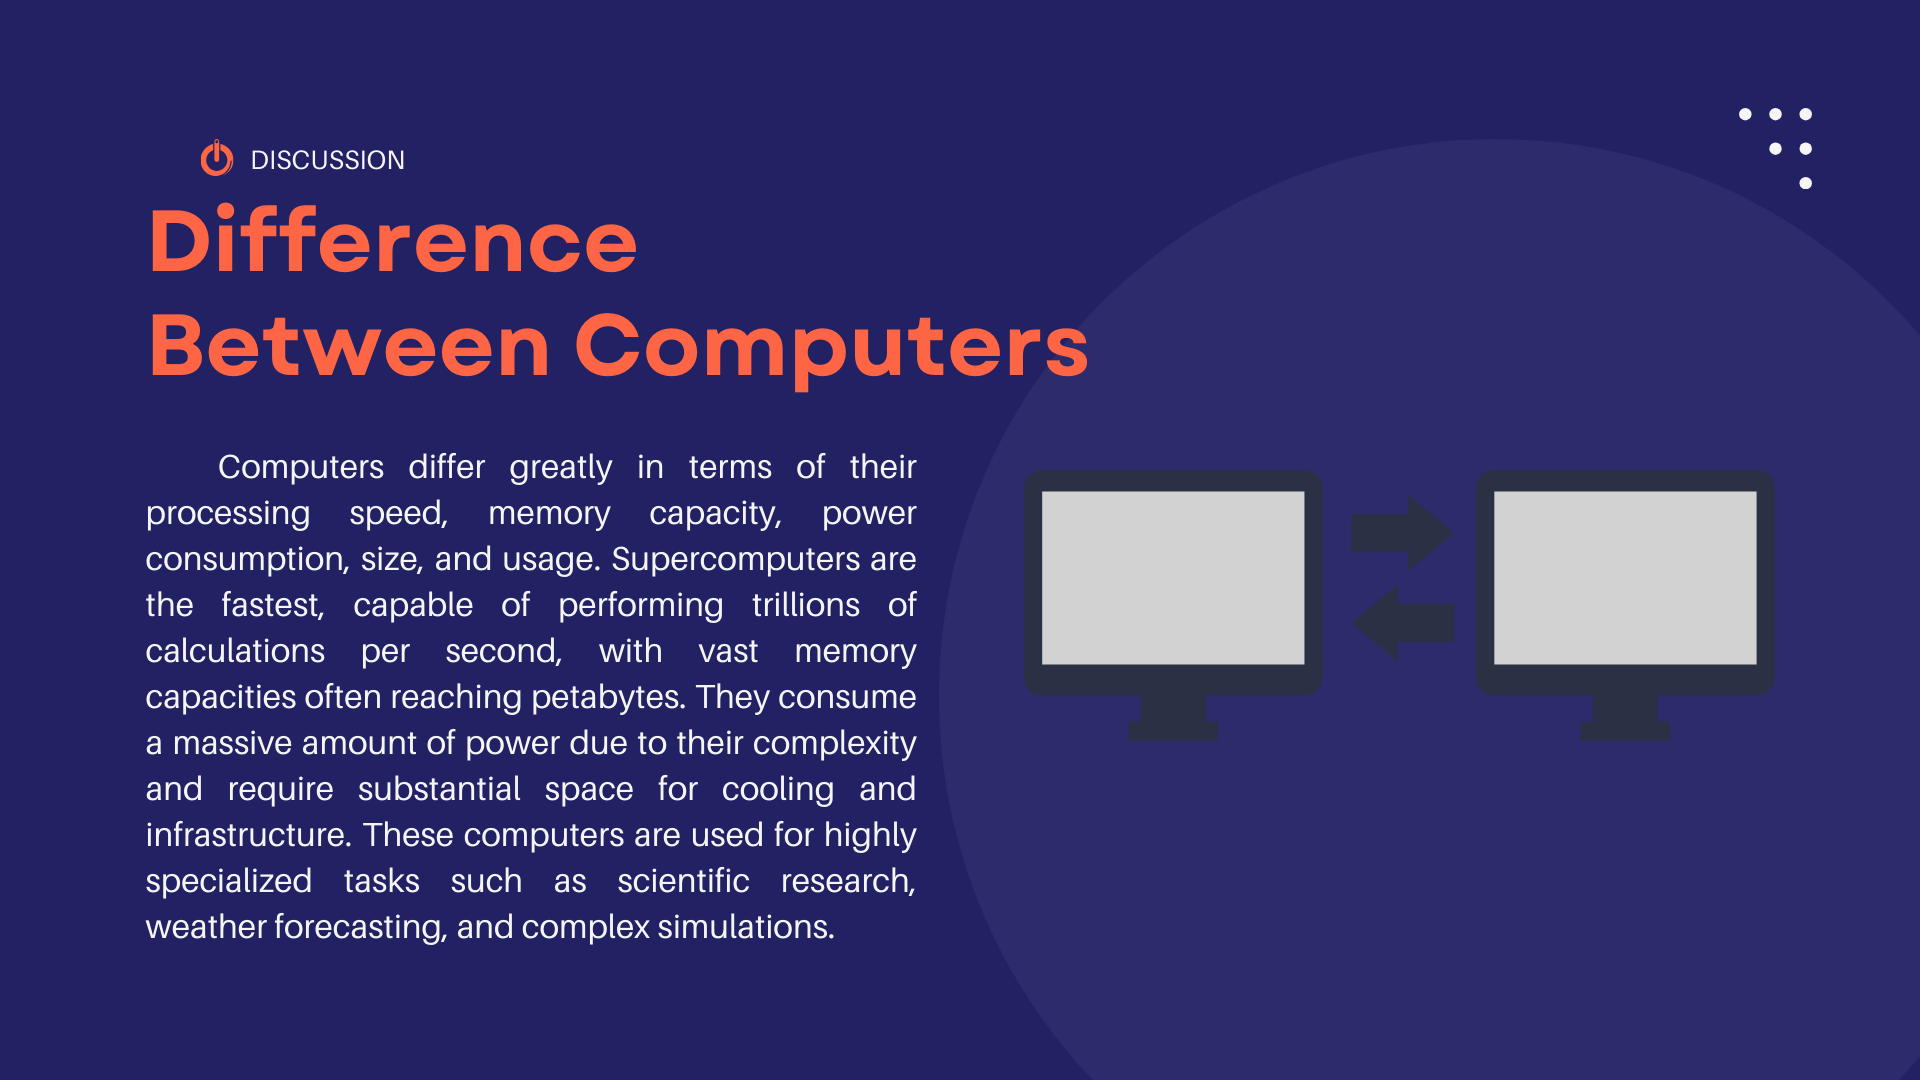 DISCUSSION
Difference
Between Computers
Computers differ greatly in terms of their
processing speed, memory capacity, power
consumption, size, and usage. Supercomputers are
the fastest, capable of performing trillions of
calculations per second, with vast memory
capacities often reaching petabytes. They consume
a massive amount of power due to their complexity
and require substantial space for cooling and
infrastructure. These computers are used for highly
specialized tasks such as scientific research,
weather forecasting, and complex simulations.